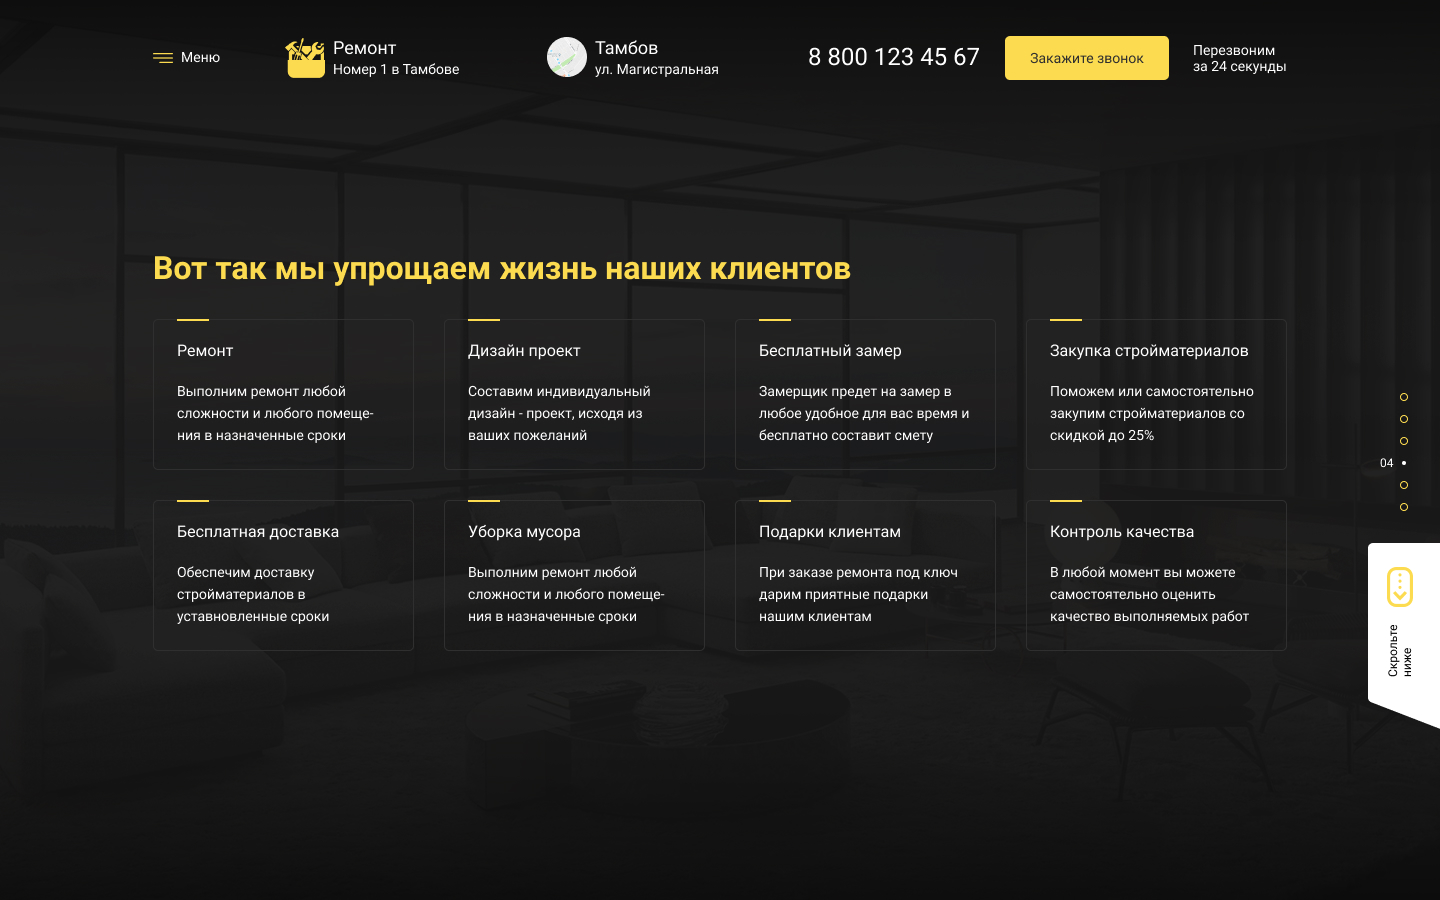 Меню
Ремонт
Номер 1 в Тамбове
Тамбов
ул. Магистральная
8 800 123 45 67
Закажите звонок
Перезвоним
за 24 секунды
Вот так мы упрощаем жизнь наших клиентов
Ремонт
Выполним ремонт любой
сложности и любого помеще-
ния в назначенные сроки
Дизайн проект
Составим индивидуальный
дизайн - проект, исходя из
ваших пожеланий
Бесплатный замер
Замерщик предет на замер в
любое удобное для вас время и
бесплатно составит смету
Закупка стройматериалов
Поможем или самостоятельно
закупим стройматериалов со
скидкой до 25%
04
Бесплатная доставка
Обеспечим доставку
стройматериалов в
уставновленные сроки
Уборка мусора
Выполним ремонт любой
сложности и любого помеще-
ния в назначенные сроки
Подарки клиентам
При заказе ремонта под ключ
дарим приятные подарки
нашим клиентам
Контроль качества
В любой момент вы можете
самостоятельно оценить
качество выполняемых работ
Скрольте
ниже